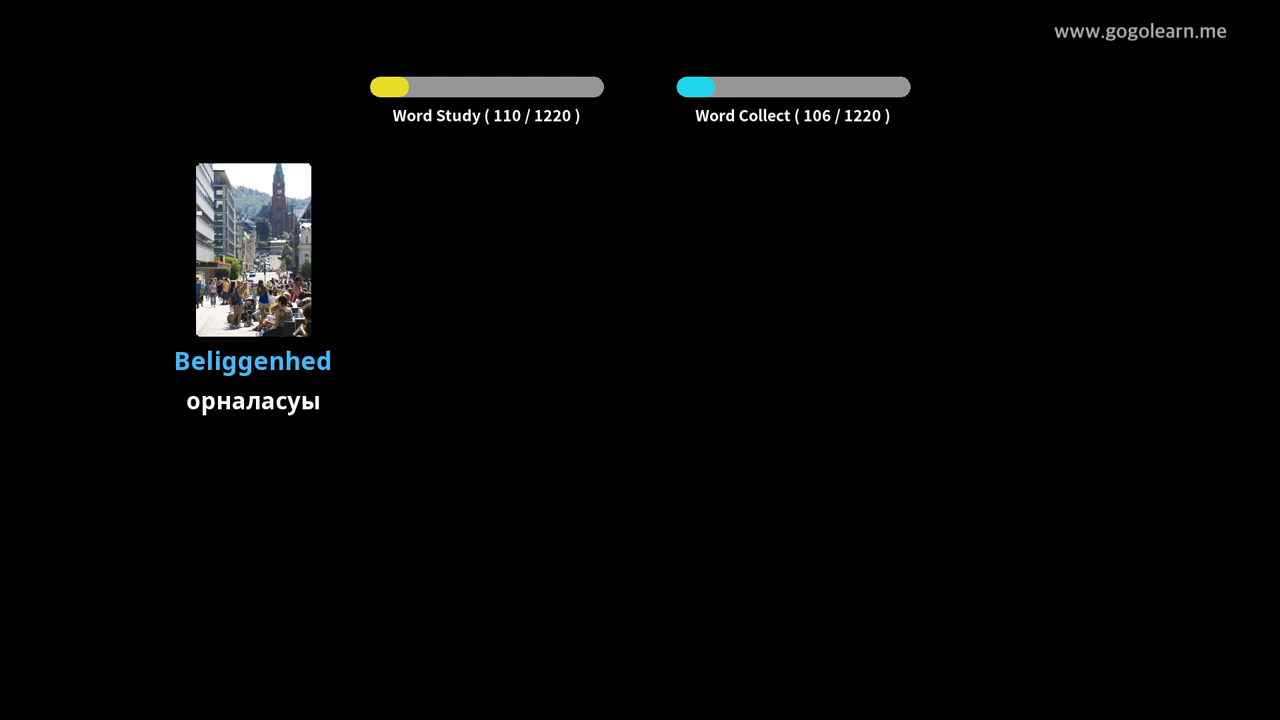 www.gogolearn.me
Word Study ( 110 / 1220 )
Word Collect ( 106 / 1220 )
Beliggenhed
орналасуы